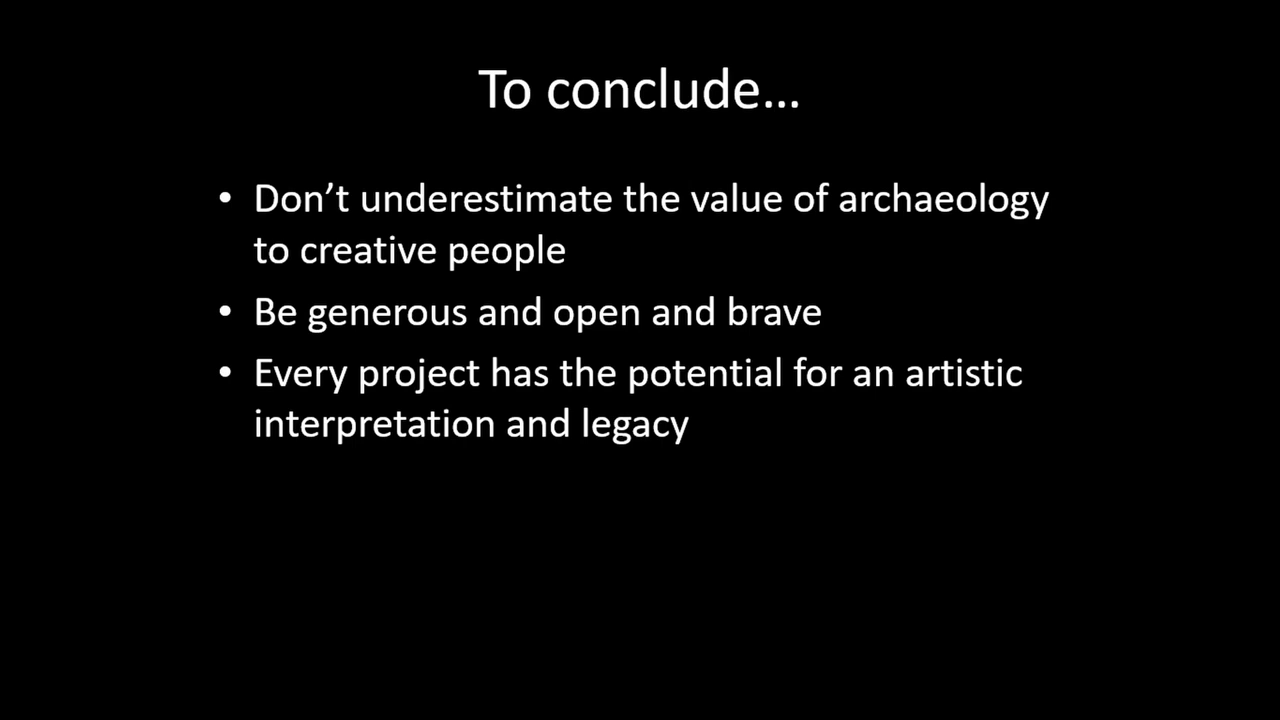 To conclude…
• Don’t underestimate the value of archaeology
to creative people
• Be generous and open and brave
• Every project has the potential for an artistic
interpretation and legacy